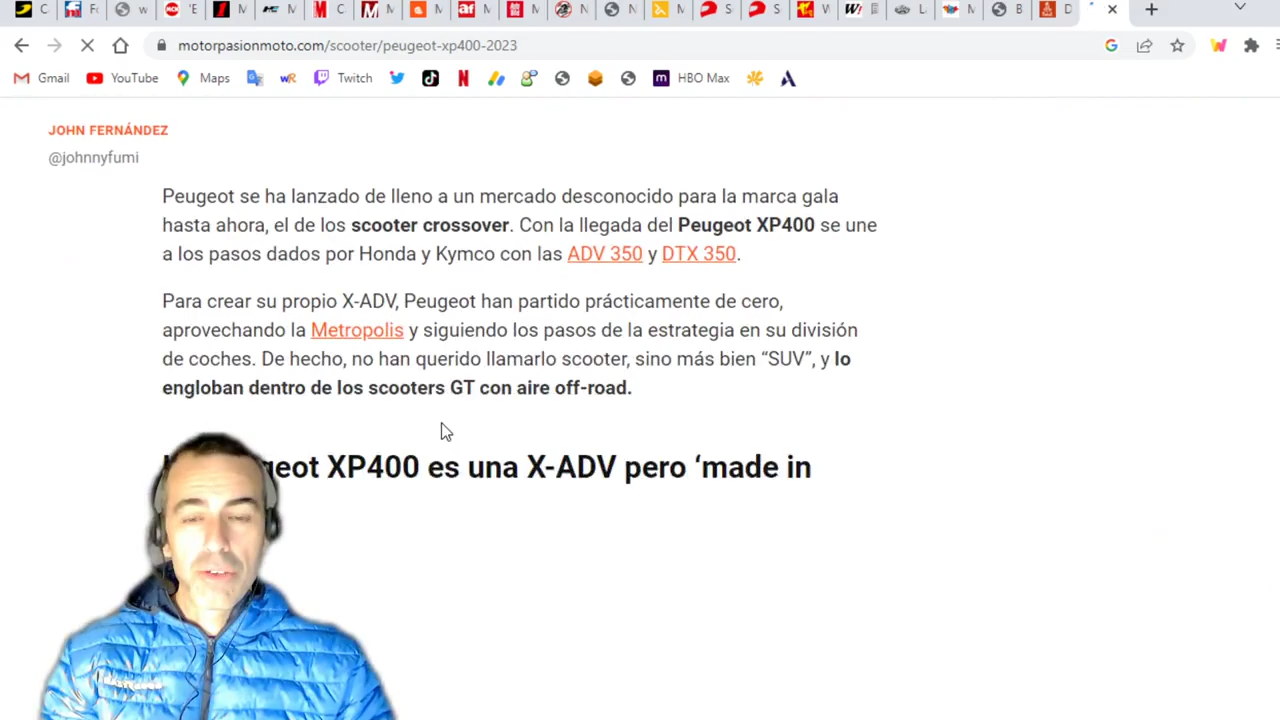 motorpasionmoto.com/scooter/peugeot-xp400-2023
Gmail YouTube Maps Twitch HBO Max
JOHN FERNÁNDEZ
@johnnyfumi
Peugeot se ha lanzado de lleno a un mercado desconocido para la marca gala
hasta ahora, el de los scooter crossover. Con la llegada del Peugeot XP400 se une
a los pasos dados por Honda y Kymco con las ADV 350 y DTX 350.
Para crear su propio X-ADV, Peugeot han partido prácticamente de cero,
aprovechando la Metropolis y siguiendo los pasos de la estrategia en su división
de coches. De hecho, no han querido llamarlo scooter, sino más bien “SUV”, y lo
engloban dentro de los scooters GT con aire off-road.
XP400 es una X-ADV pero ‘made in